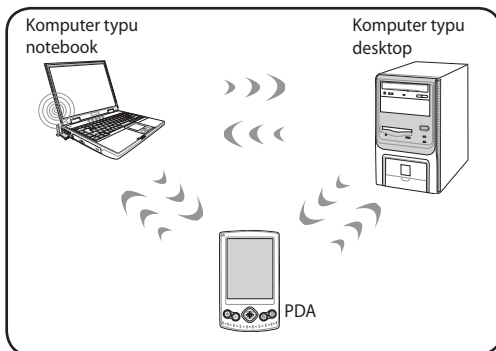 Komputer typu
notebook
Komputer typu
desktop
PDA